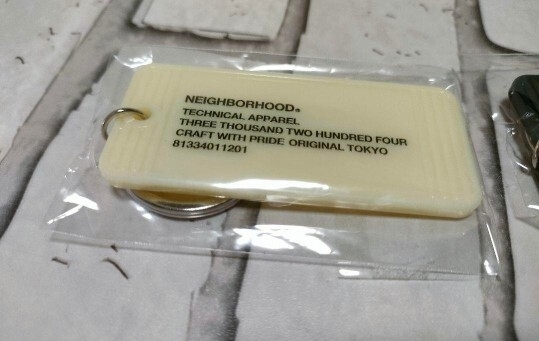 NEIGHBORHOOD®
TECHNICAL APPAREL
THREE THOUSAND TWO HUNDRED FOUR
CRAFT WITH PRIDE ORIGINAL TOKYO
81334011201